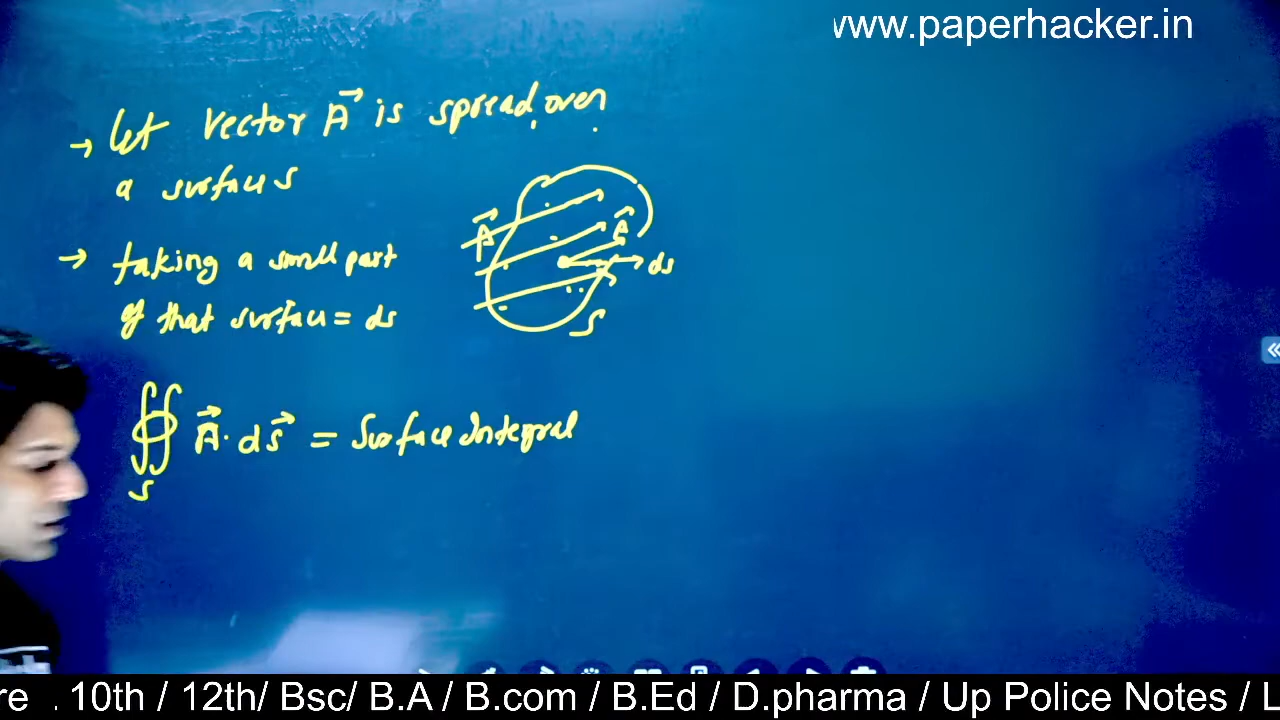 www.paperhacker.in
→ let vector A⃗ is spread over
a surface S
→ taking a small part
of that surface = ds
A⃗
A⃗
ds
S
∯ A⃗ · ds⃗ = Surface Integral
S
re . 10th / 12th/ Bsc/ B.A / B.com / B.Ed / D.pharma / Up Police Notes / L